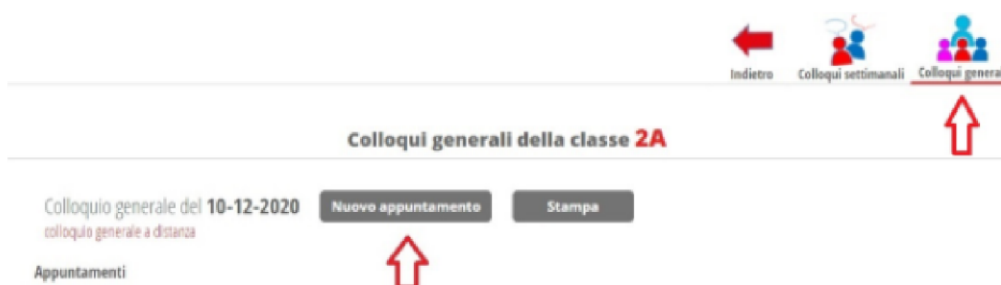 Indietro Colloqui settimanali Colloqui genera
Colloqui generali della classe 2A
Colloquio generale del 10-12-2020 Nuovo appuntamento Stampa
colloquio generale a distanza
Appuntamenti